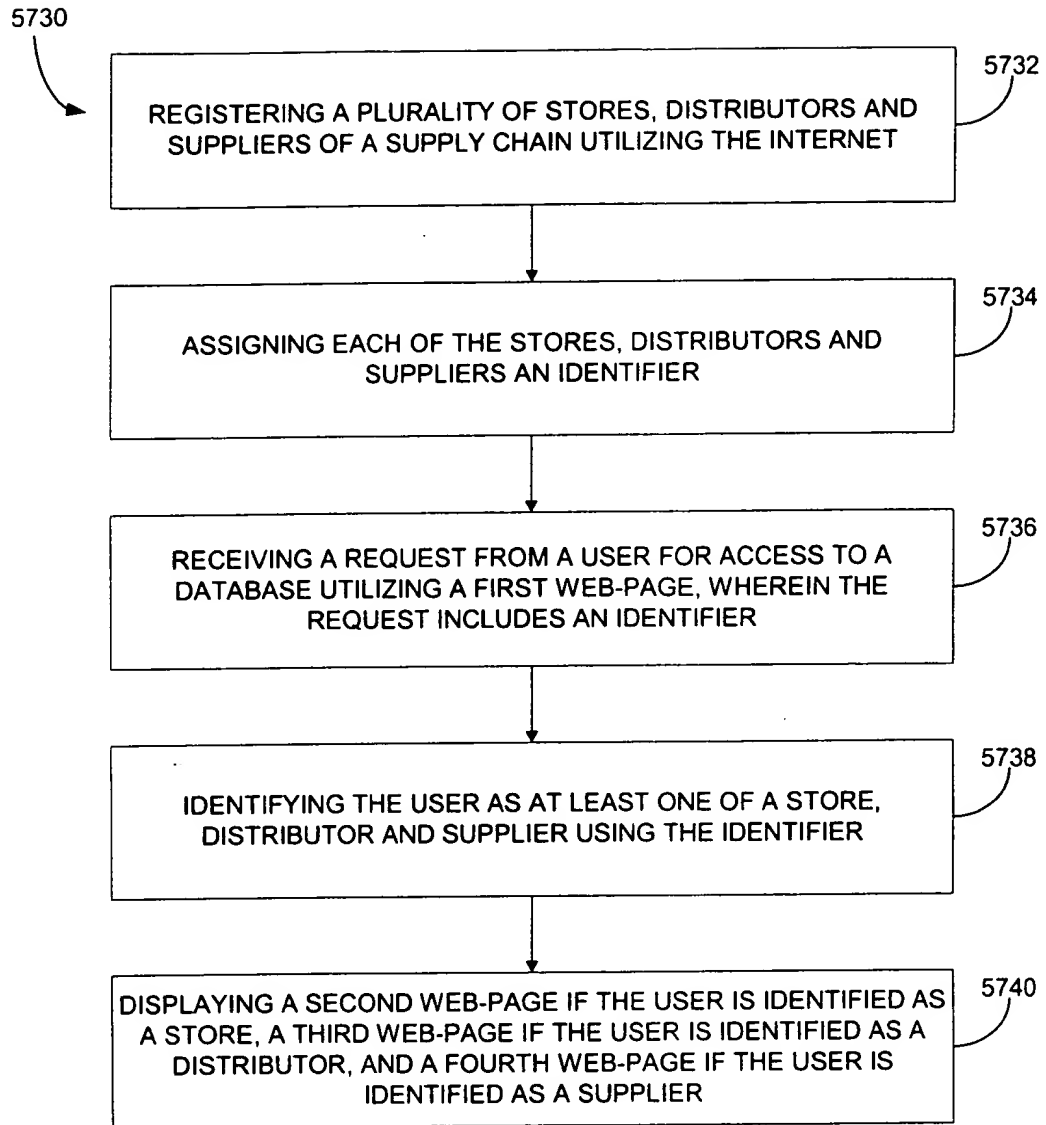 5730
5732
REGISTERING A PLURALITY OF STORES, DISTRIBUTORS AND
SUPPLIERS OF A SUPPLY CHAIN UTILIZING THE INTERNET
5734
ASSIGNING EACH OF THE STORES, DISTRIBUTORS AND
SUPPLIERS AN IDENTIFIER
5736
RECEIVING A REQUEST FROM A USER FOR ACCESS TO A
DATABASE UTILIZING A FIRST WEB-PAGE, WHEREIN THE
REQUEST INCLUDES AN IDENTIFIER
5738
IDENTIFYING THE USER AS AT LEAST ONE OF A STORE,
DISTRIBUTOR AND SUPPLIER USING THE IDENTIFIER
5740
DISPLAYING A SECOND WEB-PAGE IF THE USER IS IDENTIFIED AS
A STORE, A THIRD WEB-PAGE IF THE USER IS IDENTIFIED AS A
DISTRIBUTOR, AND A FOURTH WEB-PAGE IF THE USER IS
IDENTIFIED AS A SUPPLIER